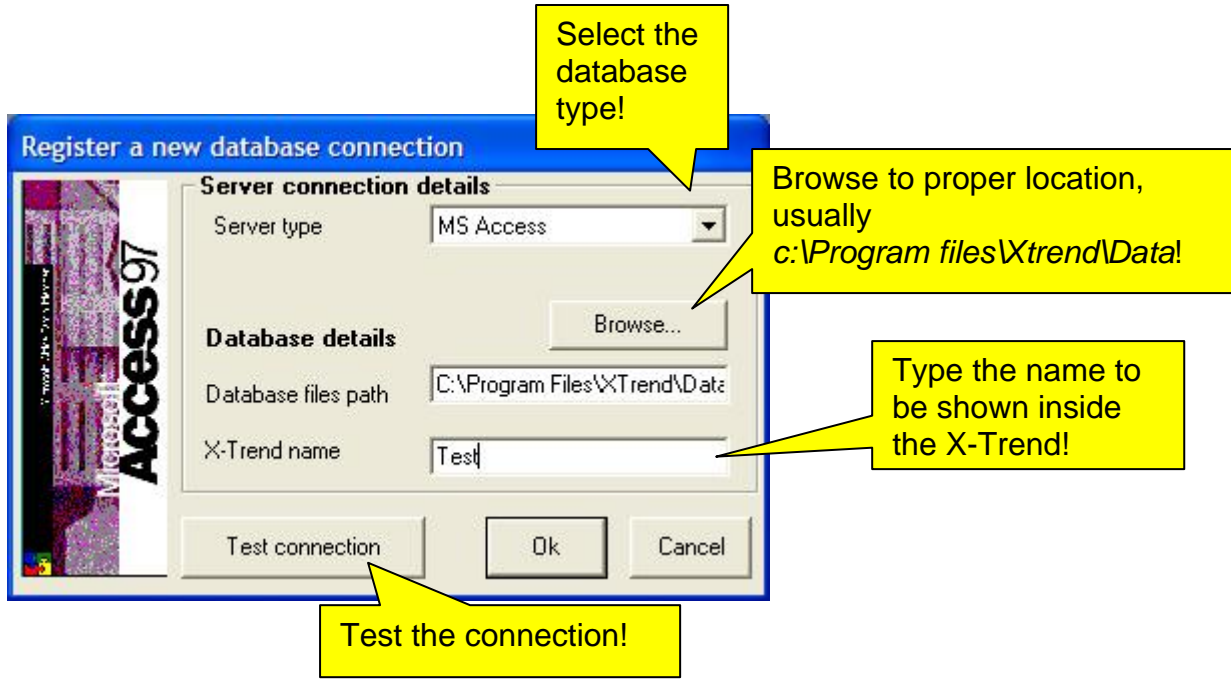 Select the
database
type!
Register a new database connection
Server connection details
Server type
MS Access
Browse to proper location,
usually
c:\Program files\Xtrend\Data!
Browse...
Database details
Database files path
C:\Program Files\XTrend\Data
Type the name to
be shown inside
the X-Trend!
X-Trend name
Test
Test connection
Ok
Cancel
Test the connection!
Microsoft
Access97